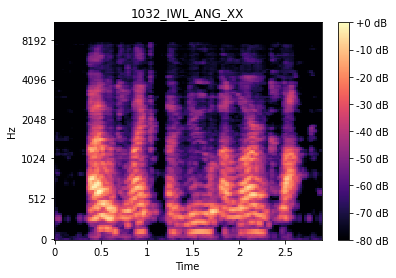 1032_IWL_ANG_XX
+0 dB
8192
-10 dB
4096
-20 dB
-30 dB
2048
Hz
-40 dB
1024
-50 dB
512
-60 dB
-70 dB
0
-80 dB
0 0.5 1 1.5 2 2.5
Time